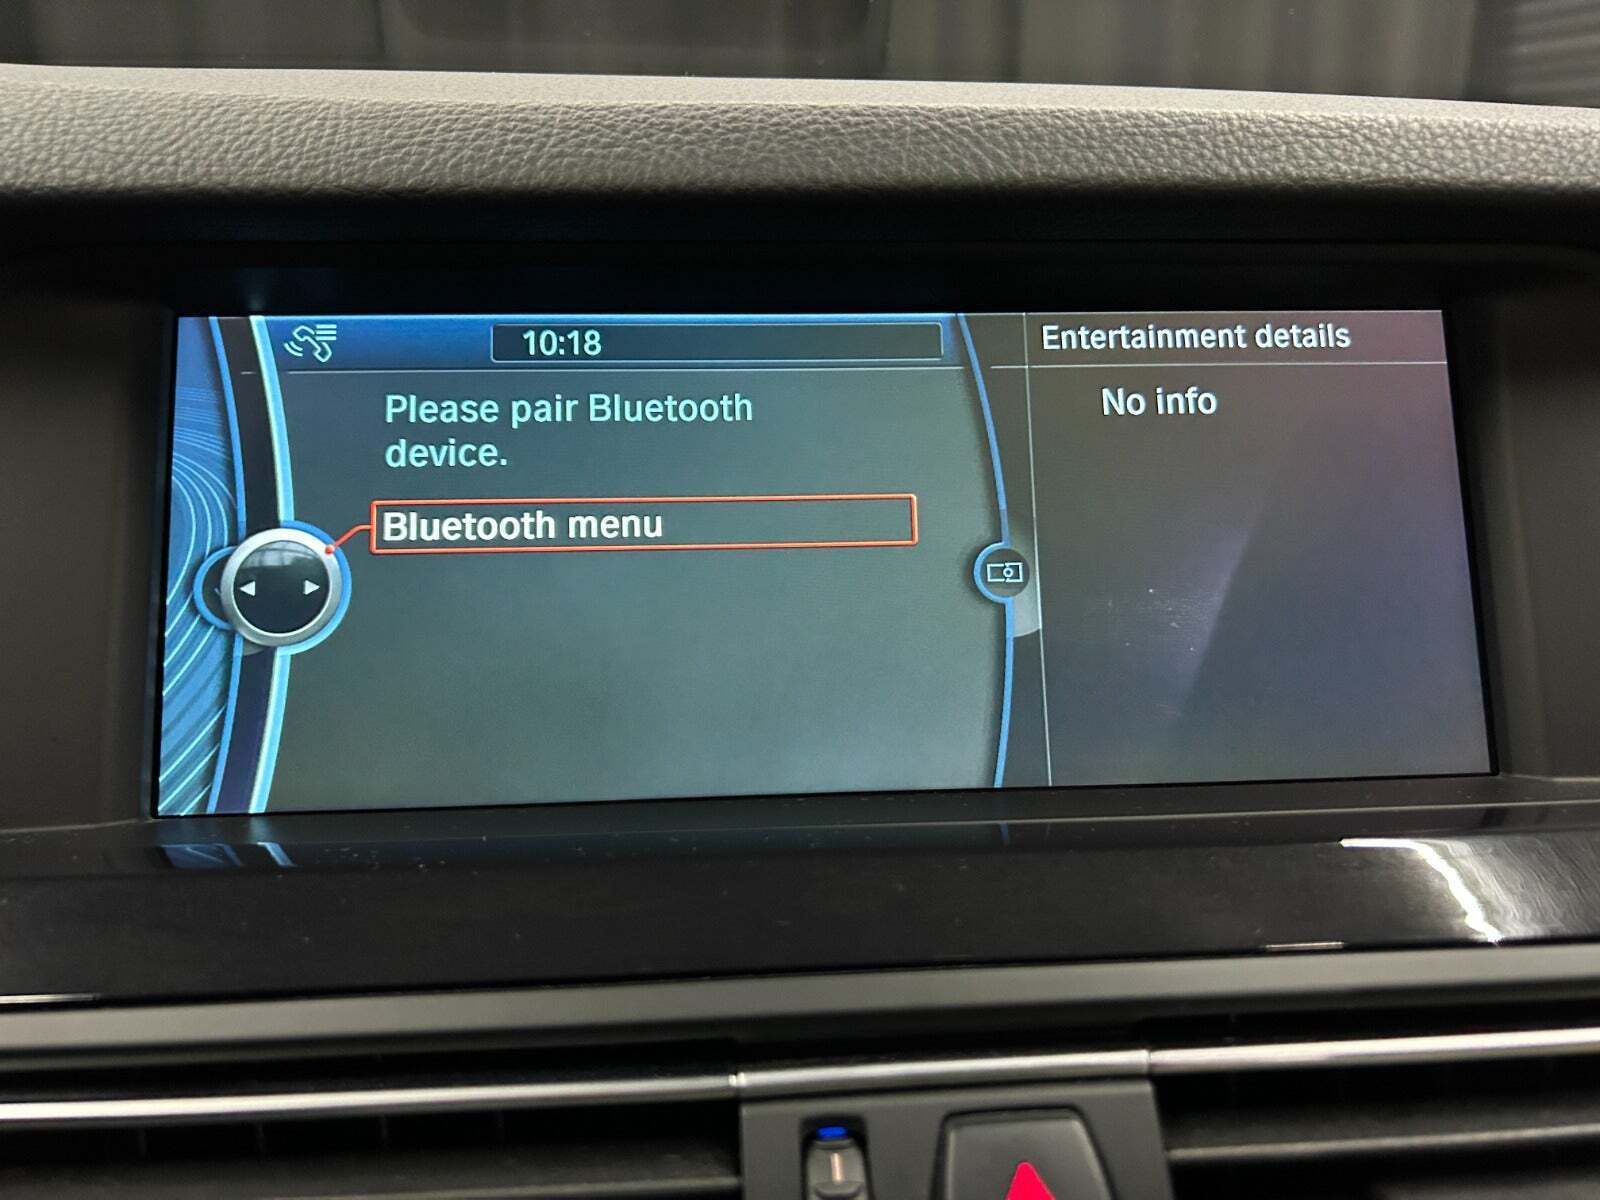 10:18
Entertainment details
Please pair Bluetooth
device.
No info
Bluetooth menu